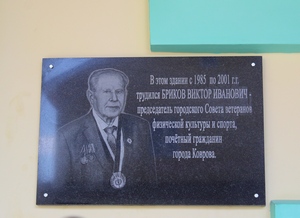 В этом здании с 1985 по 2001 г.г.
трудился БРИКОВ ВИКТОР ИВАНОВИЧ -
председатель городского Совета ветеранов
физической культуры и спорта,
почётный гражданин
города Коврова.